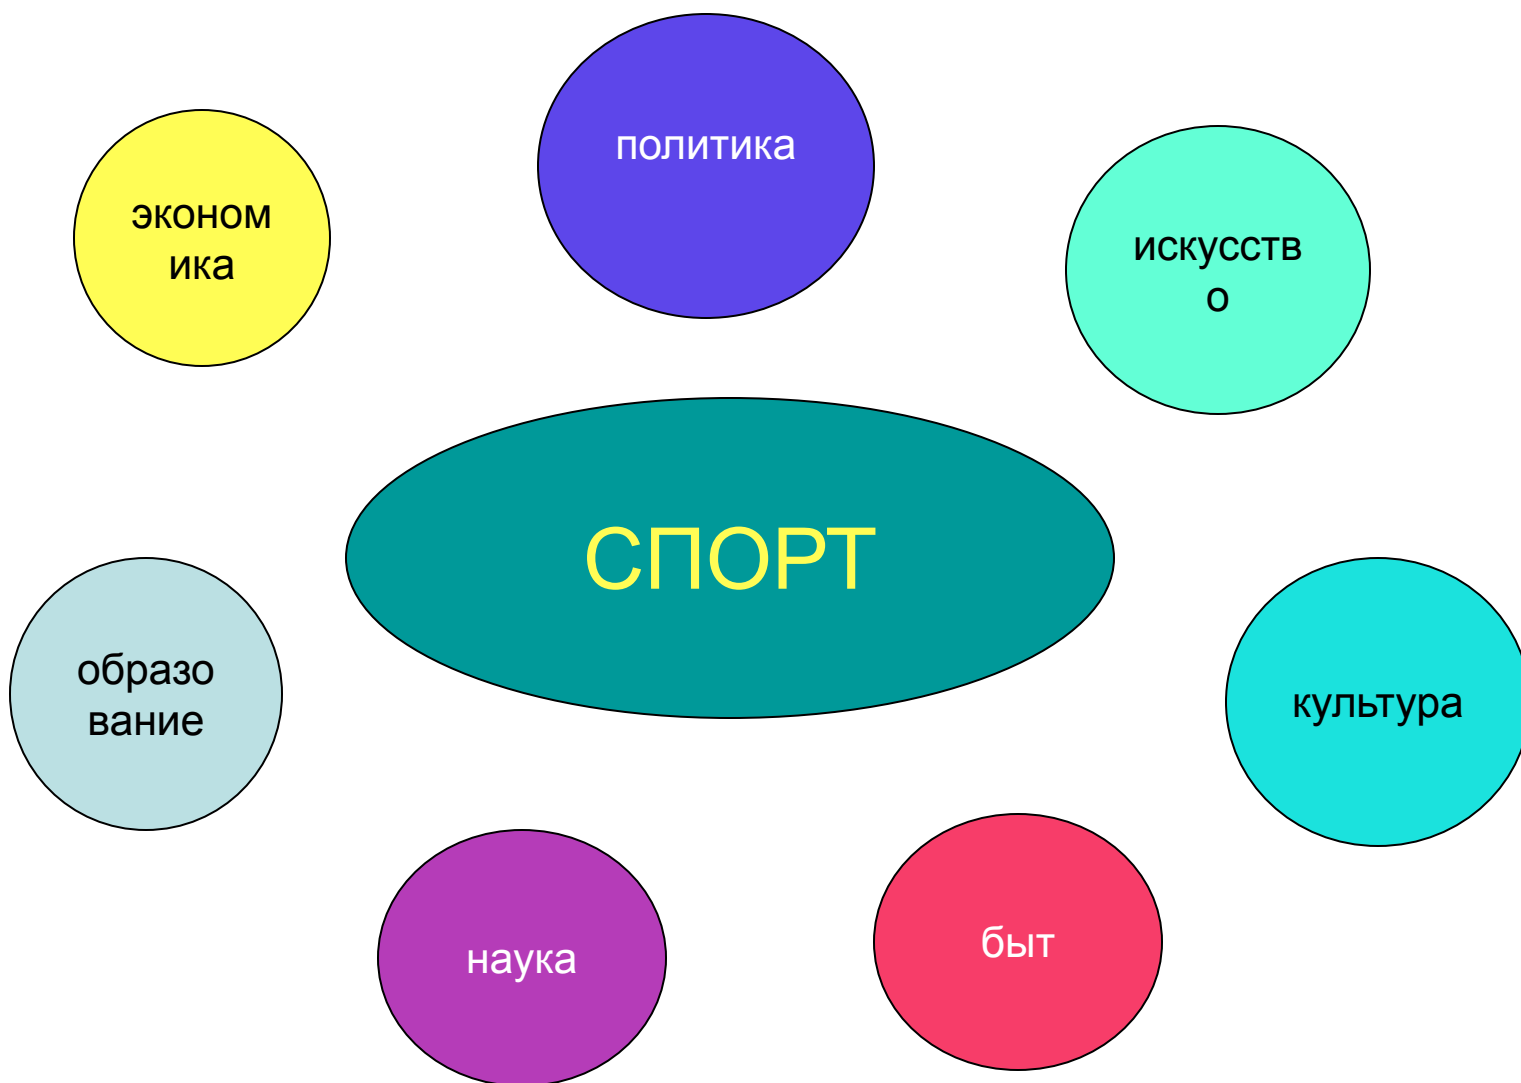 политика
эконом
ика
искусств
о
СПОРТ
образо
вание
культура
наука
быт